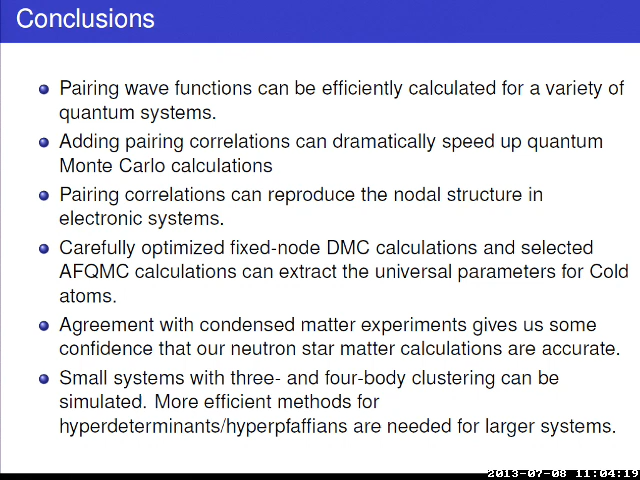 Conclusions
Pairing wave functions can be efficiently calculated for a variety of
quantum systems.
Adding pairing correlations can dramatically speed up quantum
Monte Carlo calculations
Pairing correlations can reproduce the nodal structure in
electronic systems.
Carefully optimized fixed-node DMC calculations and selected
AFQMC calculations can extract the universal parameters for Cold
atoms.
Agreement with condensed matter experiments gives us some
confidence that our neutron star matter calculations are accurate.
Small systems with three- and four-body clustering can be
simulated. More efficient methods for
hyperdeterminants/hyperpfaffians are needed for larger systems.
2013-07-08 11:04:19